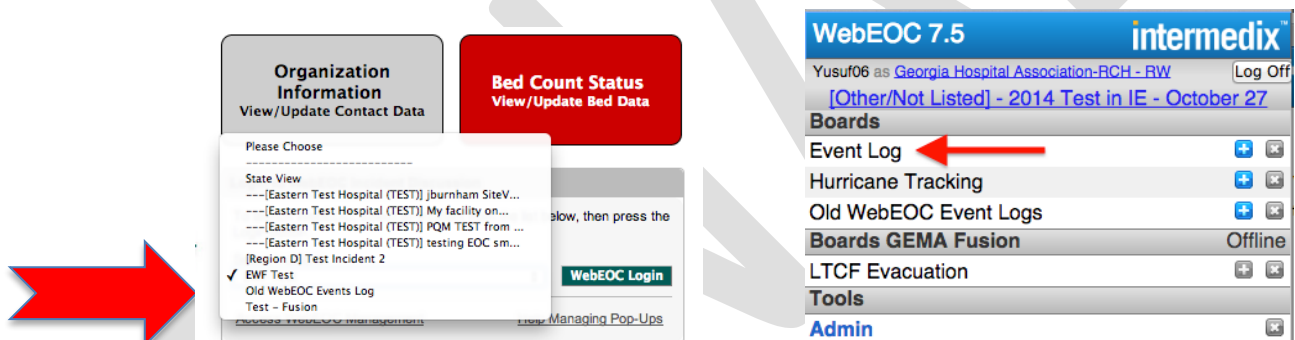 Organization
Information
View/Update Contact Data
Bed Count Status
View/Update Bed Data
Please Choose
--------------------------
State View
---[Eastern Test Hospital (TEST)] jburnham SiteV...
---[Eastern Test Hospital (TEST)] My facility on...
---[Eastern Test Hospital (TEST)] PQM TEST from ...
---[Eastern Test Hospital (TEST)] testing EOC sm...
[Region D] Test Incident 2
✓ EWF Test
Old WebEOC Events Log
Test - Fusion
below, then press the
WebEOC Login
Access WebEOC Management
Help Managing Pop-Ups
WebEOC 7.5
intermedix™
Yusuf06 as Georgia Hospital Association-RCH - RW
Log Off
[Other/Not Listed] - 2014 Test in IE - October 27
Boards
Event Log
Hurricane Tracking
Old WebEOC Event Logs
Boards GEMA Fusion
Offline
LTCF Evacuation
Tools
Admin